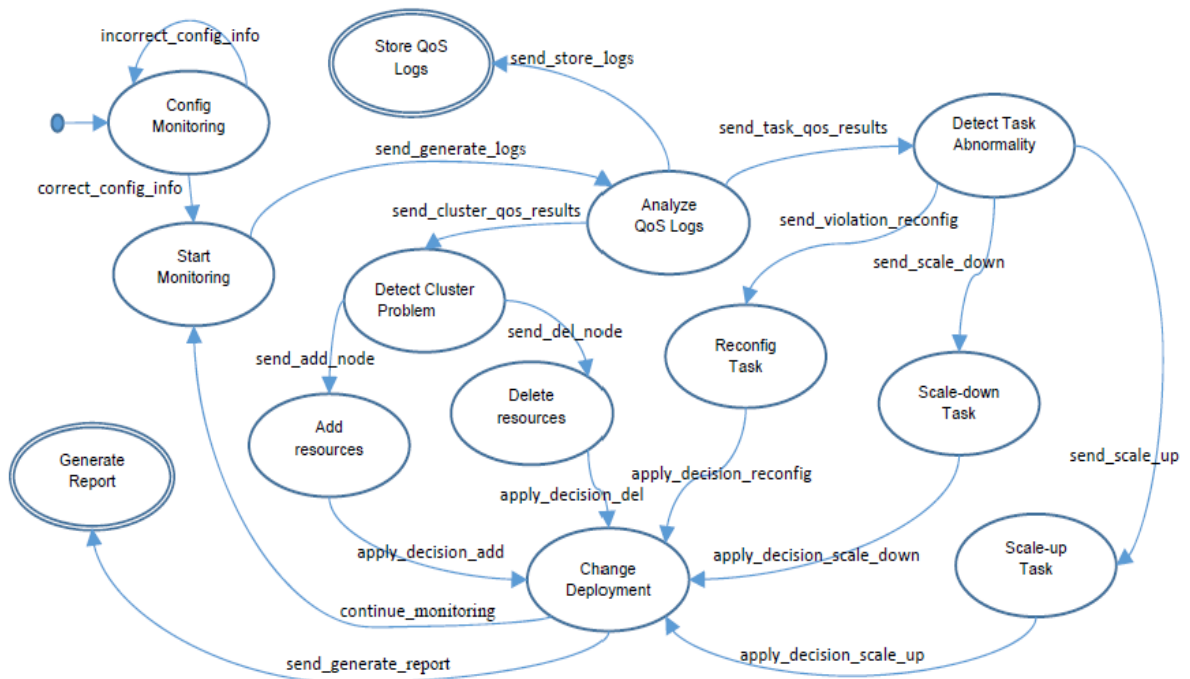 incorrect_config_info
Store QoS
Logs
send_store_logs
Config
Monitoring
send_task_qos_results
Detect Task
Abnormality
send_generate_logs
correct_config_info
send_cluster_qos_results
Analyze
QoS Logs
send_violation_reconfig
Start
Monitoring
send_scale_down
Detect Cluster
Problem
send_del_node
Reconfig
Task
send_add_node
Delete
resources
Scale-down
Task
Add
resources
Generate
Report
send_scale_up
apply_decision_reconfig
apply_decision_del
apply_decision_add
apply_decision_scale_down
Scale-up
Task
Change
Deployment
continue_monitoring
send_generate_report
apply_decision_scale_up